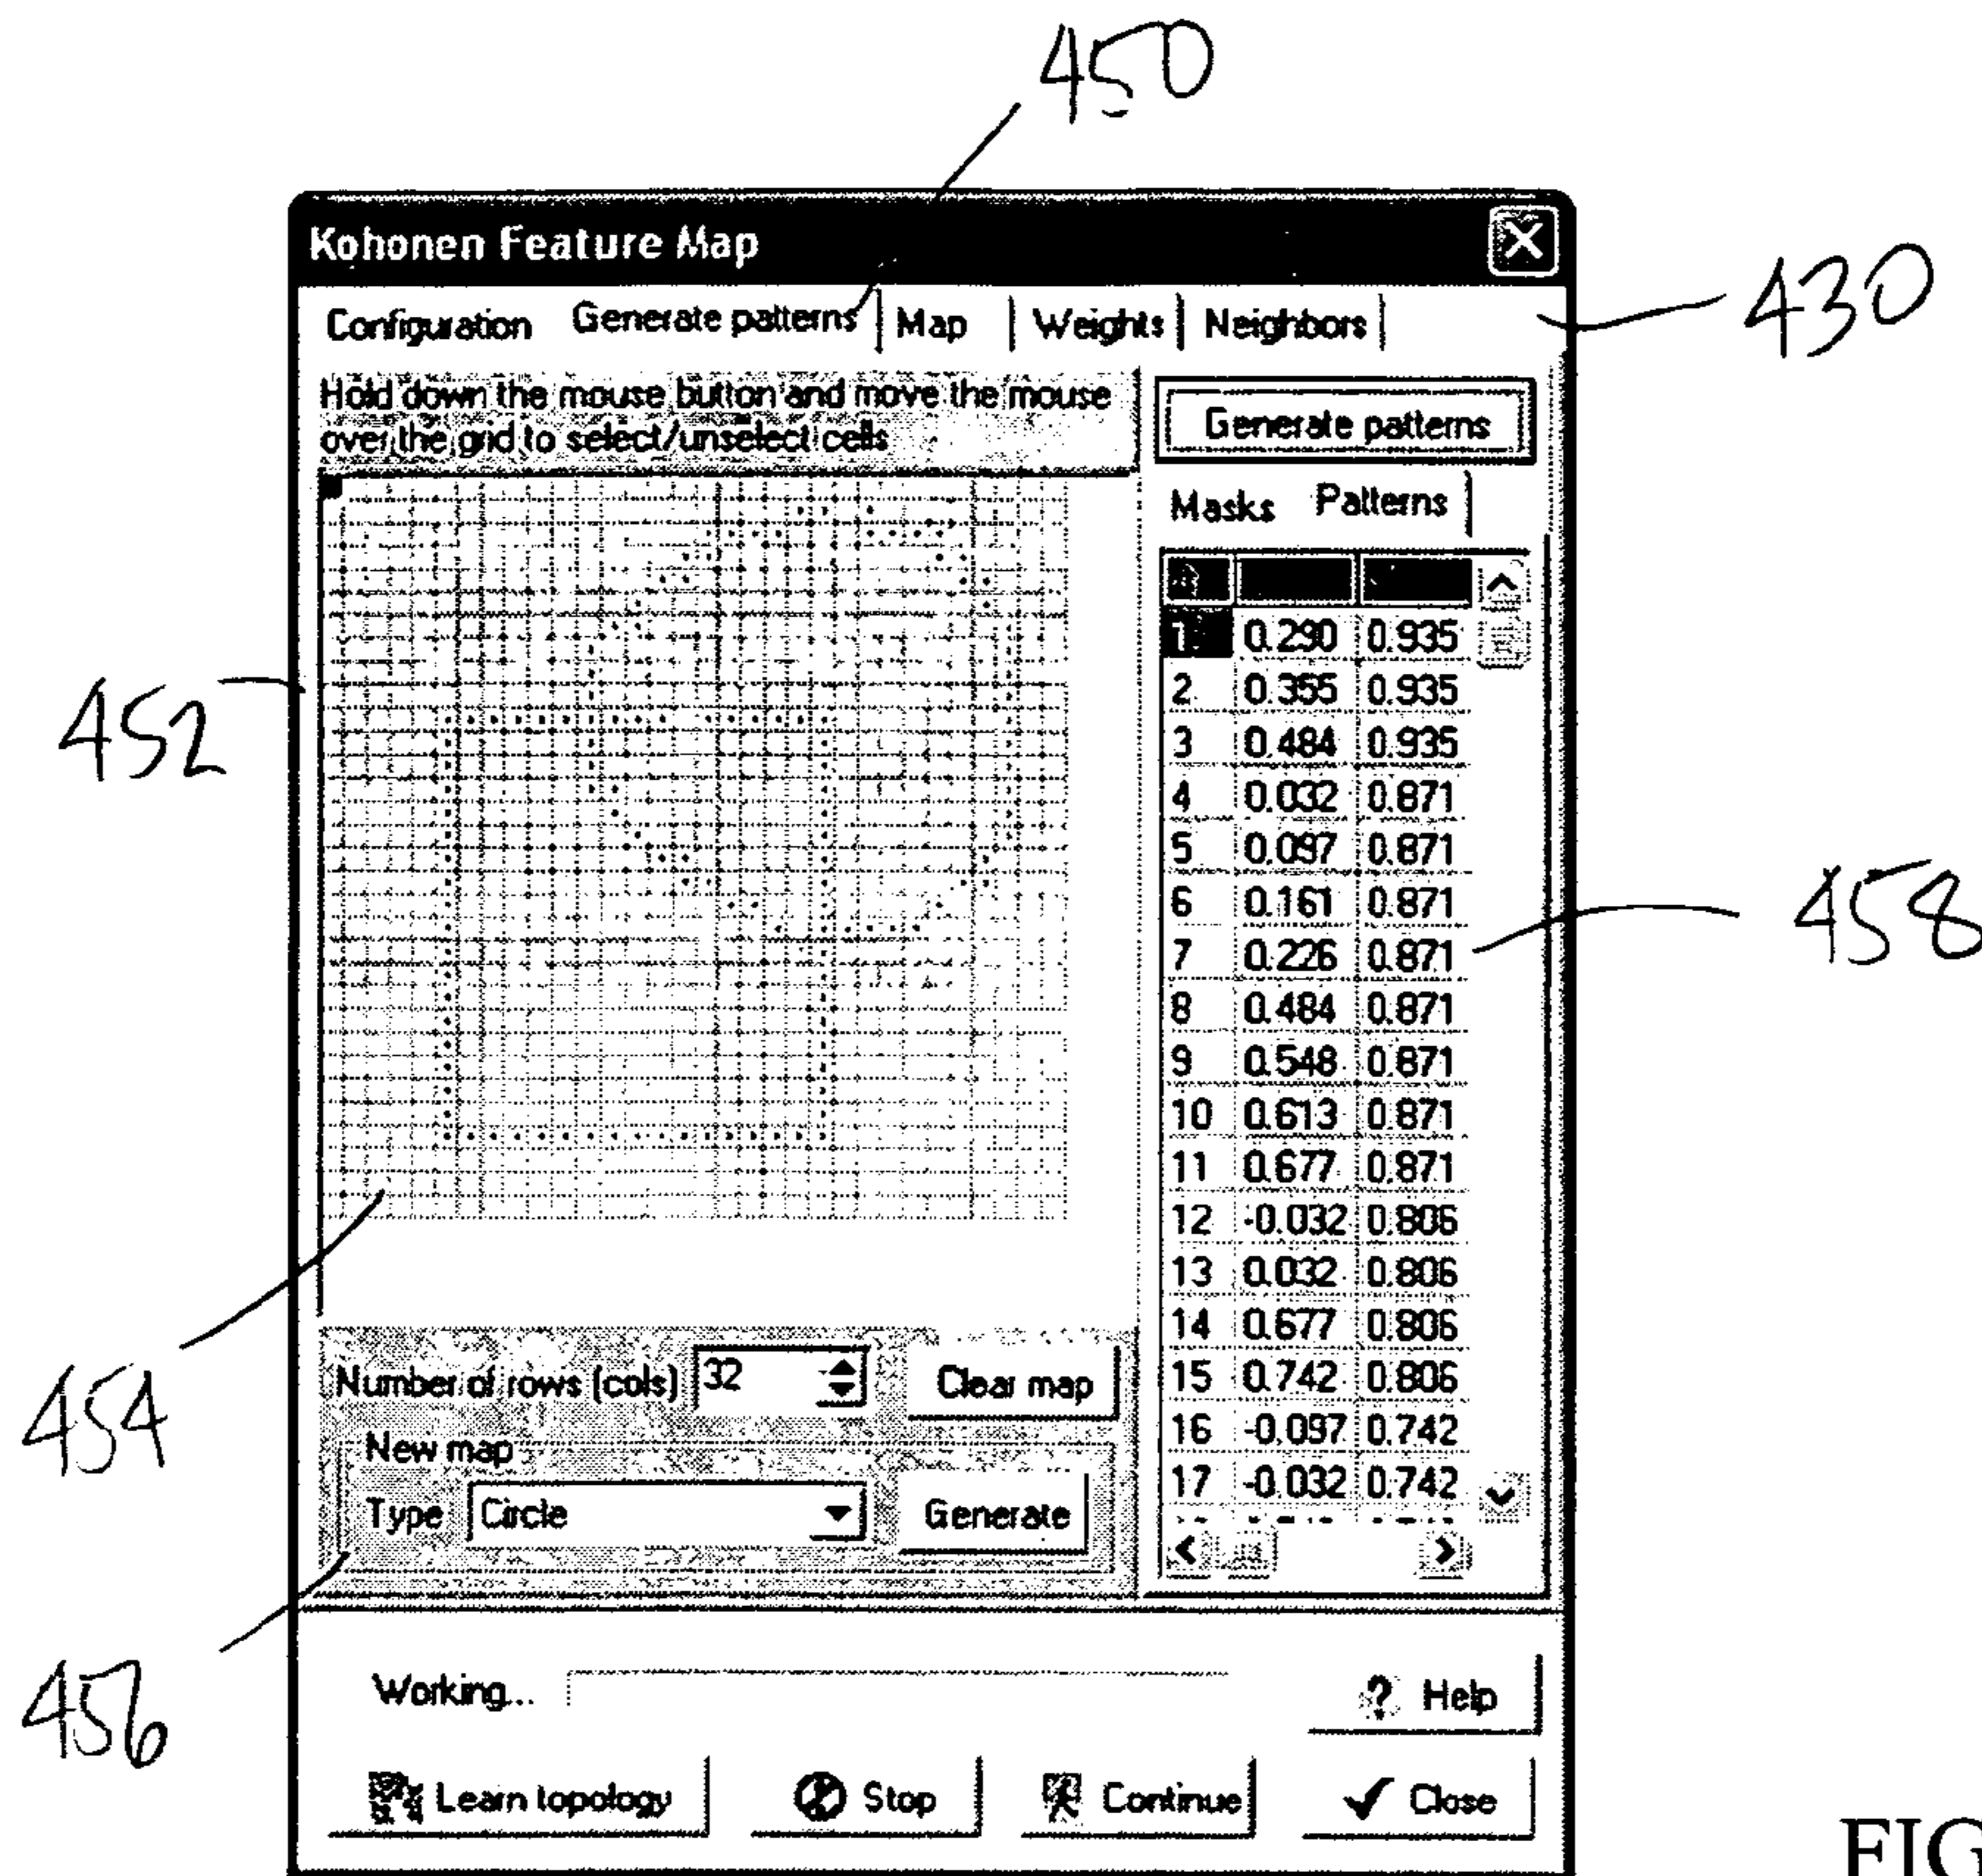 450
Kohonen Feature Map
Configuration Generate patterns Map Weights Neighbors
430
Hold down the mouse button and move the mouse
over the grid to select/unselect cells
Generate patterns
Masks Patterns
1 0.290 0.935
2 0.355 0.935
452
3 0.484 0.935
4 0.032 0.871
5 0.097 0.871
6 0.161 0.871
458
7 0.226 0.871
8 0.484 0.871
9 0.548 0.871
10 0.613 0.871
11 0.677 0.871
12 -0.032 0.806
13 0.032 0.806
14 0.677 0.806
15 0.742 0.806
16 -0.097 0.742
17 -0.032 0.742
454
Number of rows (cols) 32 Clear map
New map
Type Circle Generate
456
Working... ? Help
Learn topology Stop Continue Close
FIG